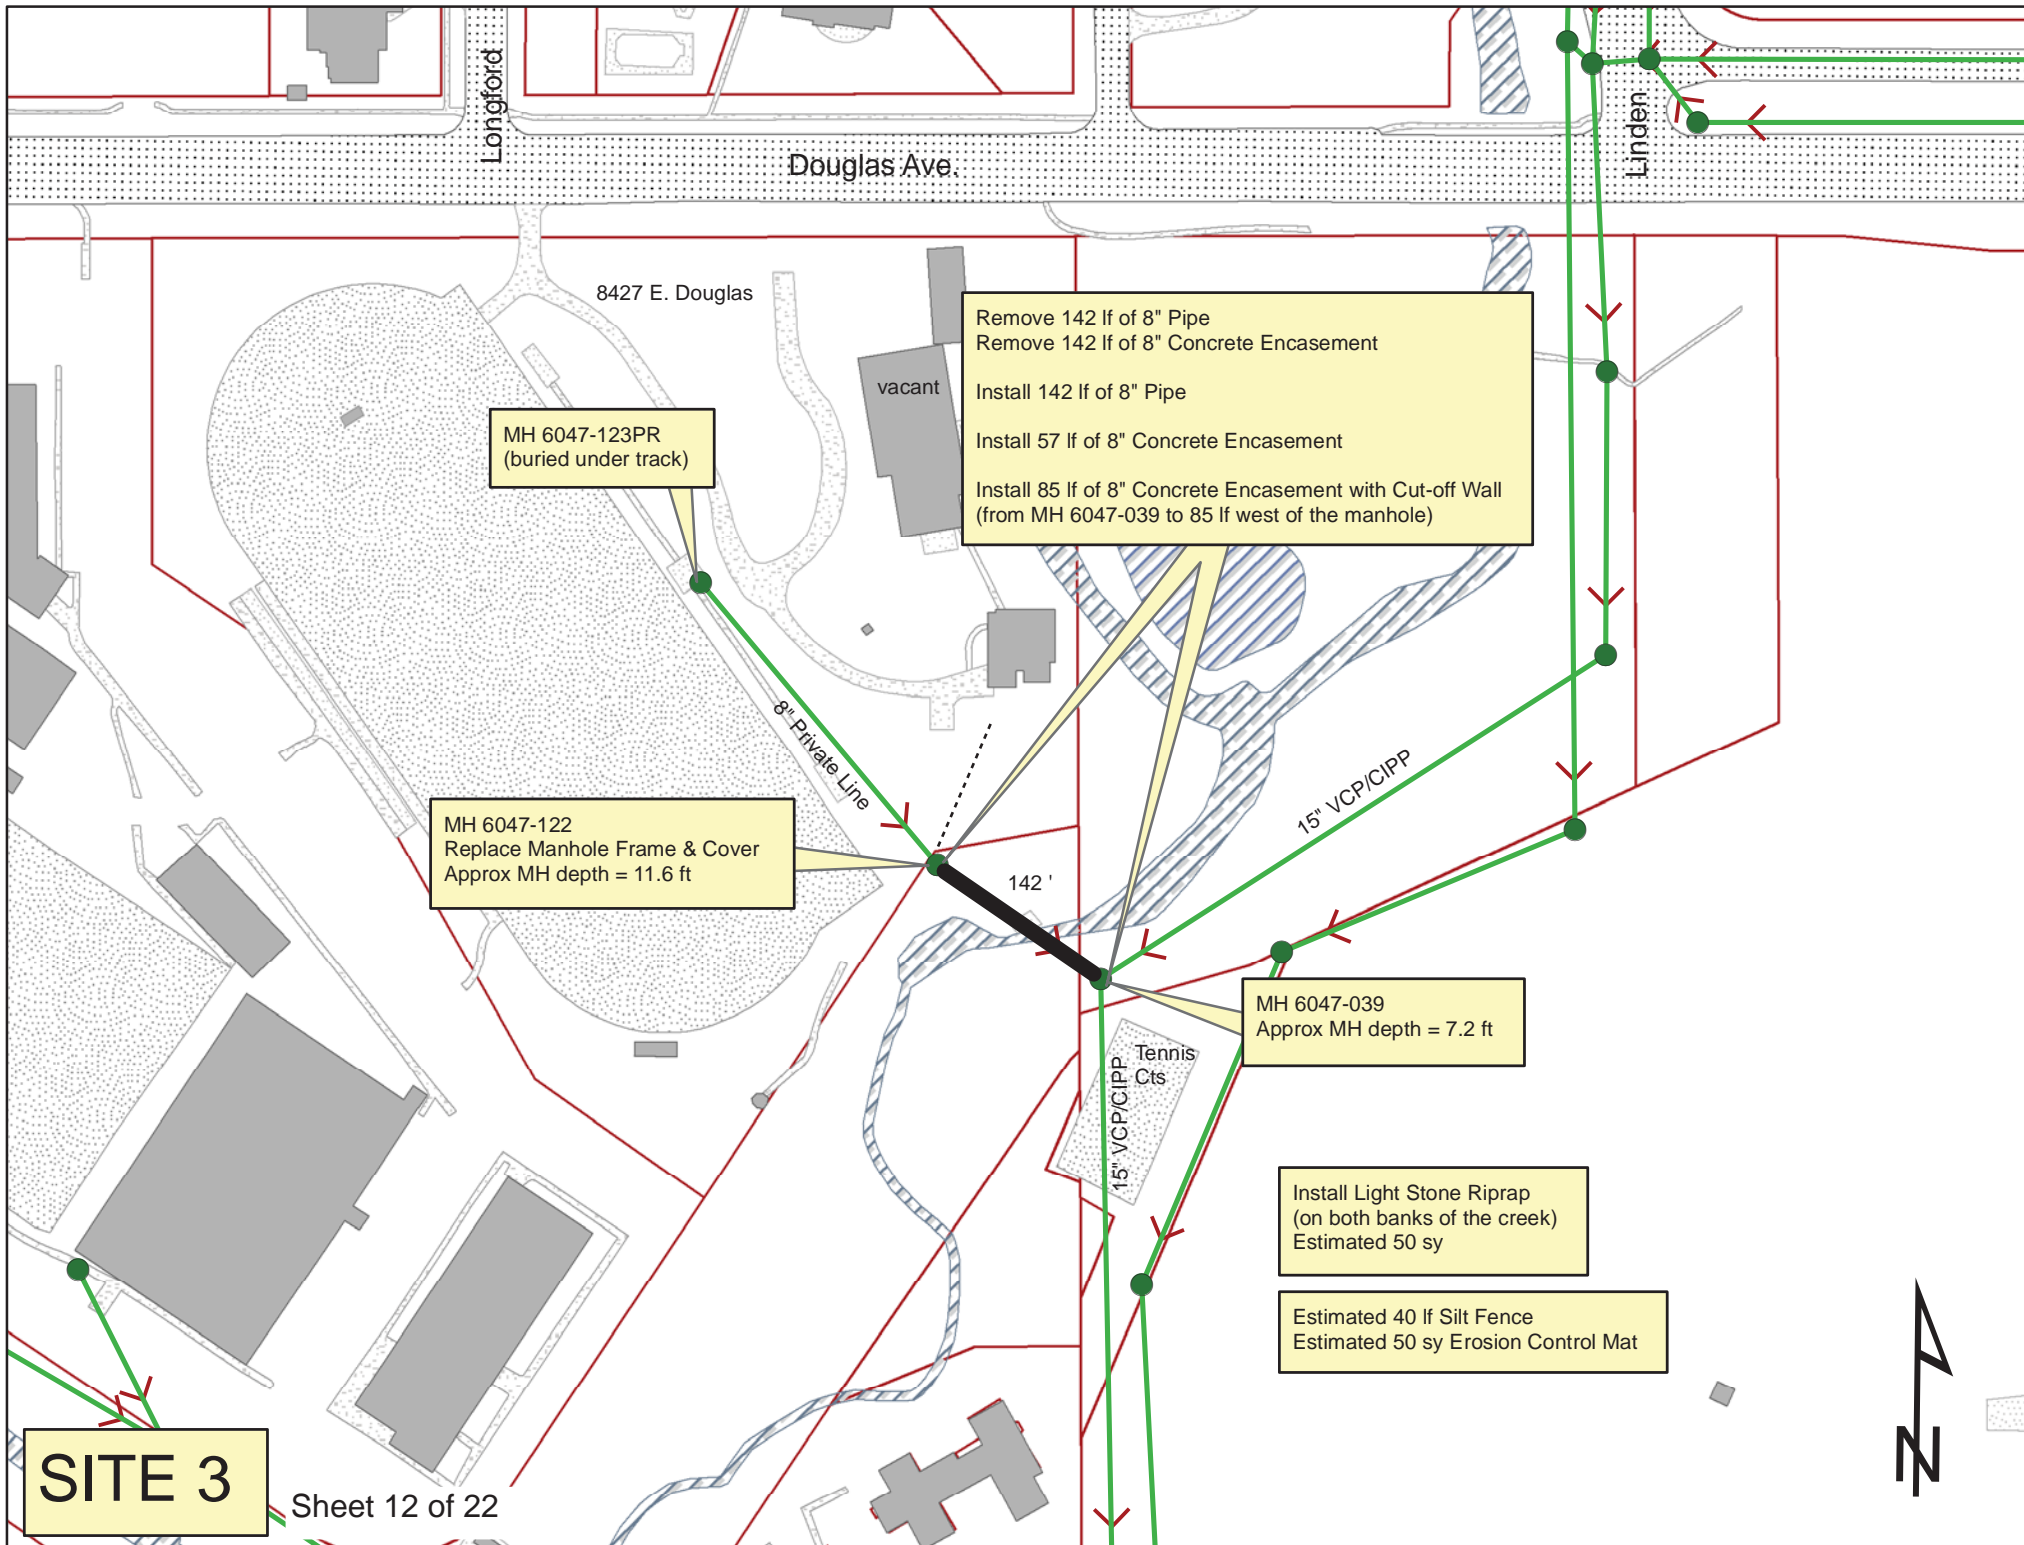 Longford
Linden
Douglas Ave.
8427 E. Douglas
vacant
Remove 142 lf of 8" Pipe
Remove 142 lf of 8" Concrete Encasement
Install 142 lf of 8" Pipe
Install 57 lf of 8" Concrete Encasement
Install 85 lf of 8" Concrete Encasement with Cut-off Wall
(from MH 6047-039 to 85 lf west of the manhole)
MH 6047-123PR
(buried under track)
8" Private Line
15" VCP/CIPP
MH 6047-122
Replace Manhole Frame & Cover
Approx MH depth = 11.6 ft
142 '
MH 6047-039
Approx MH depth = 7.2 ft
Tennis
Cts
15" VCP/CIPP
Install Light Stone Riprap
(on both banks of the creek)
Estimated 50 sy
Estimated 40 lf Silt Fence
Estimated 50 sy Erosion Control Mat
N
SITE 3
Sheet 12 of 22